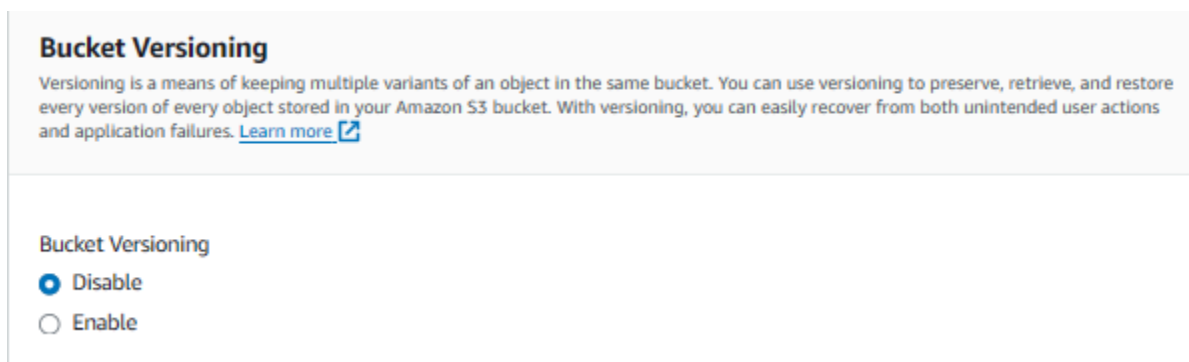 Bucket Versioning
Versioning is a means of keeping multiple variants of an object in the same bucket. You can use versioning to preserve, retrieve, and restore
every version of every object stored in your Amazon S3 bucket. With versioning, you can easily recover from both unintended user actions
and application failures. Learn more
Bucket Versioning
Disable
Enable